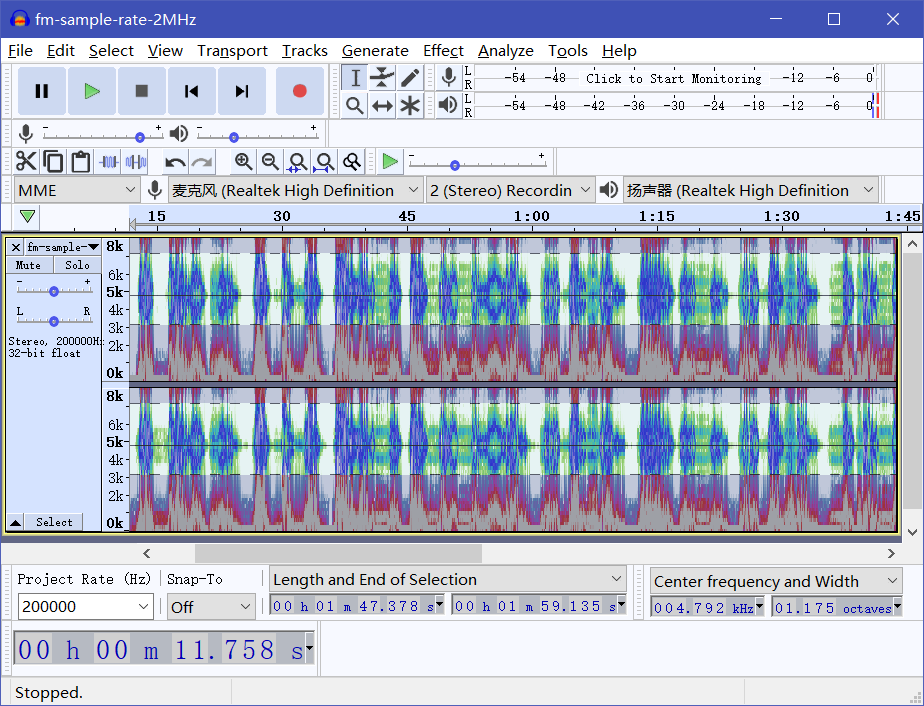 fm-sample-rate-2MHz
File Edit Select View Transport Tracks Generate Effect Analyze Tools Help
L R -54 -48 Click to Start Monitoring -12 -6 0
L R -54 -48 -42 -36 -30 -24 -18 -12 -6 0
- +
- +
- +
MME 麦克风 (Realtek High Definition 2 (Stereo) Recordin 扬声器 (Realtek High Definition
15 30 45 1:00 1:15 1:30 1:45
fm-sample-
Mute Solo
- +
L R
Stereo, 200000Hz
32-bit float
8k
6k
5k
4k
3k
2k
0k
8k
6k
5k
4k
3k
2k
0k
Select
Project Rate (Hz) Snap-To Length and End of Selection Center frequency and Width
200000 Off 00 h 01 m 47.378 s 00 h 01 m 59.135 s 004.792 kHz 01.175 octaves
00 h 00 m 11.758 s
Stopped.